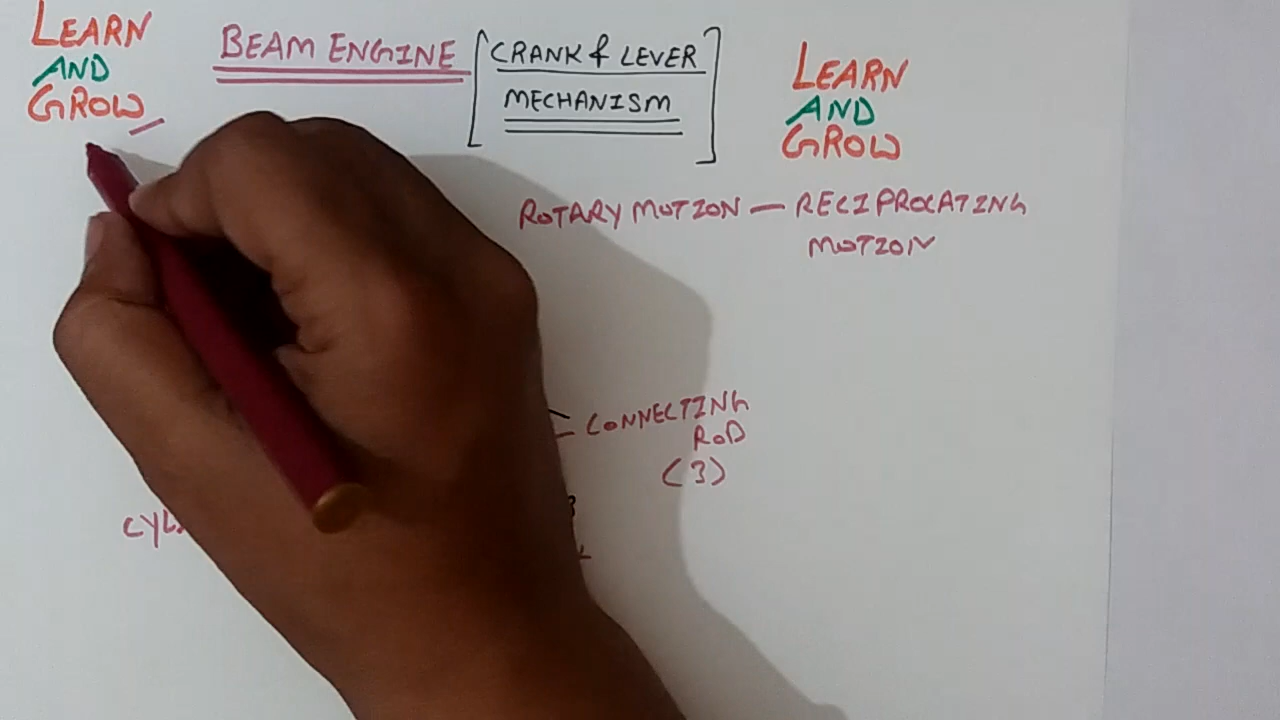 LEARN
AND
GROW
BEAM ENGINE [CRANK & LEVER
MECHANISM]
LEARN
AND
GROW
ROTARY MOTION — RECIPROCATING
MOTION
CONNECTING
ROD
(3)